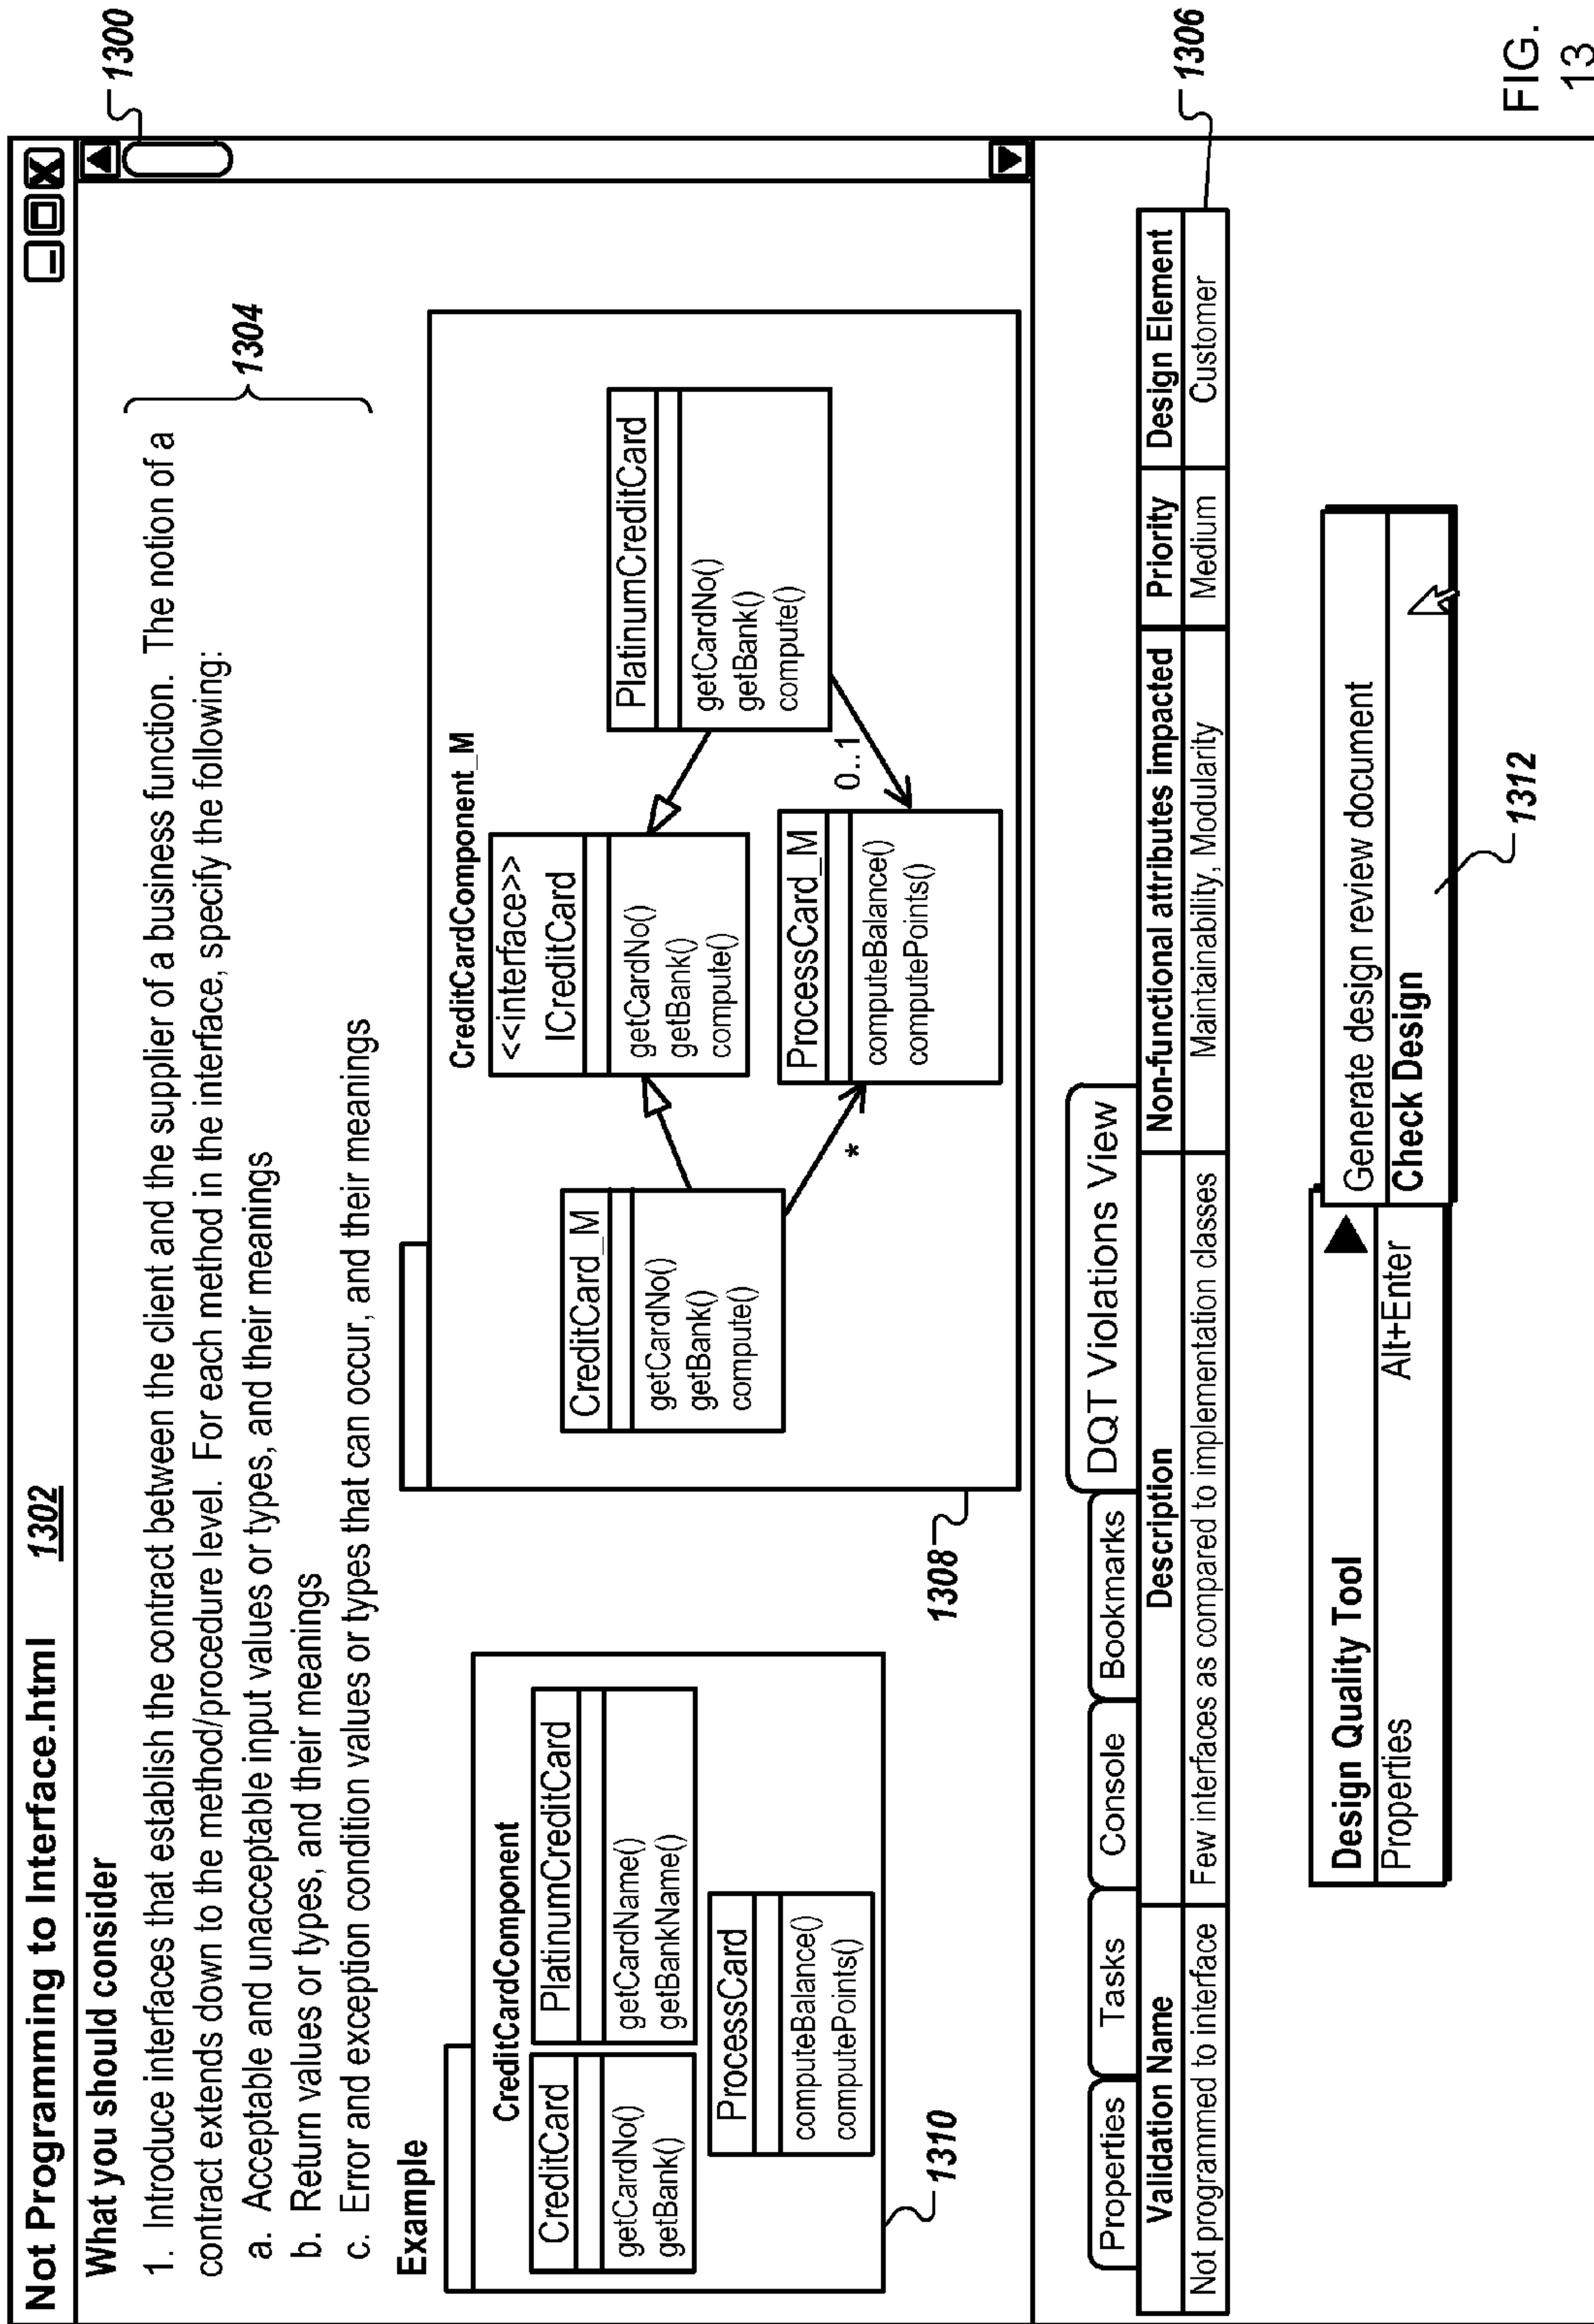 Not Programming to Interface.html 1302
1300
What you should consider
1. Introduce interfaces that establish the contract between the client and the supplier of a business function. The notion of a
contract extends down to the method/procedure level. For each method in the interface, specify the following:
a. Acceptable and unacceptable input values or types, and their meanings
b. Return values or types, and their meanings
c. Error and exception condition values or types that can occur, and their meanings
1304
Example
CreditCardComponent
CreditCard
getCardNo()
getBank()
PlatinumCreditCard
getCardName()
getBankName()
ProcessCard
computeBalance()
computePoints()
1310
CreditCardComponent_M
CreditCard_M
getCardNo()
getBank()
compute()
<<interface>>
ICreditCard
getCardNo()
getBank()
compute()
PlatinumCreditCard
getCardNo()
getBank()
compute()
*
0..1
ProcessCard_M
computeBalance()
computePoints()
1308
Properties Tasks Console Bookmarks DQT Violations View
Validation Name Description Non-functional attributes impacted Priority Design Element
Not programmed to interface Few interfaces as compared to implementation classes Maintainability, Modularity Medium Customer
1306
Design Quality Tool
Properties Alt+Enter
Generate design review document
Check Design
1312
FIG.
13